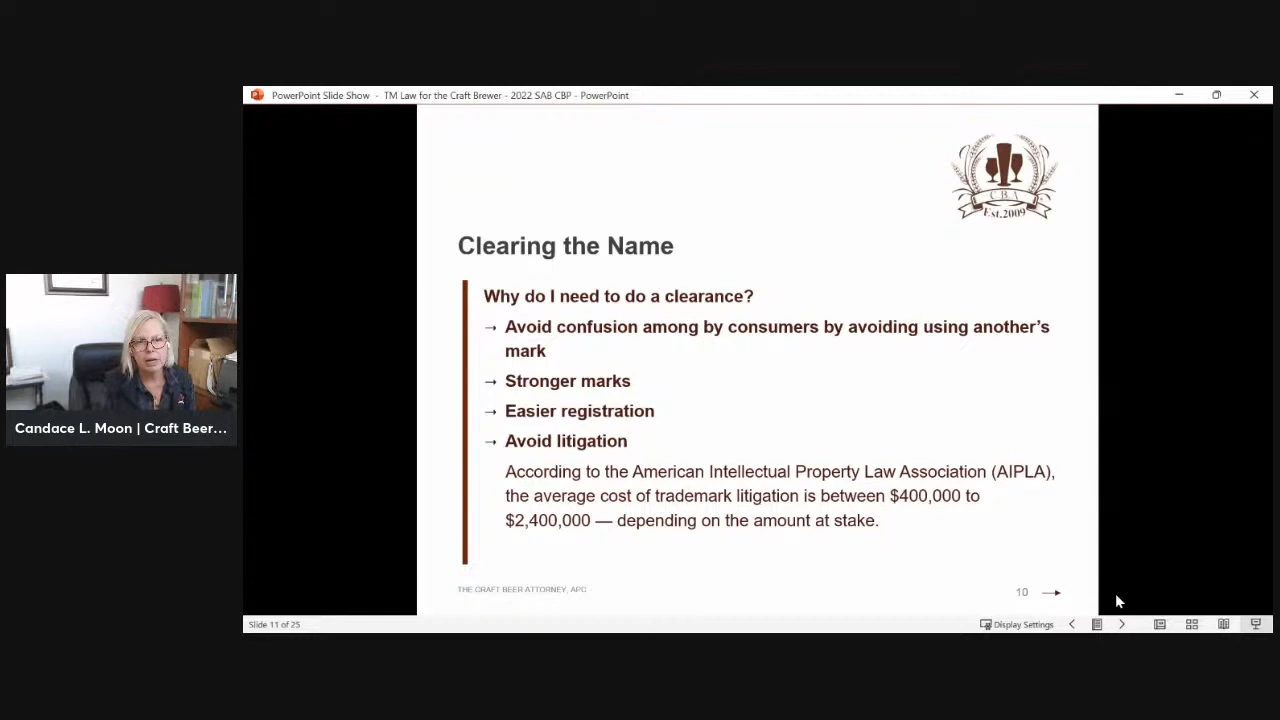 PowerPoint Slide Show - TM Law for the Craft Brewer - 2022 SAB CBP - PowerPoint
C.B.A
Est.2009
Clearing the Name
Why do I need to do a clearance?
→ Avoid confusion among by consumers by avoiding using another's
mark
→ Stronger marks
→ Easier registration
→ Avoid litigation
According to the American Intellectual Property Law Association (AIPLA),
the average cost of trademark litigation is between $400,000 to
$2,400,000 — depending on the amount at stake.
Candace L. Moon | Craft Beer...
THE CRAFT BEER ATTORNEY, APC
10
Slide 11 of 25
Display Settings